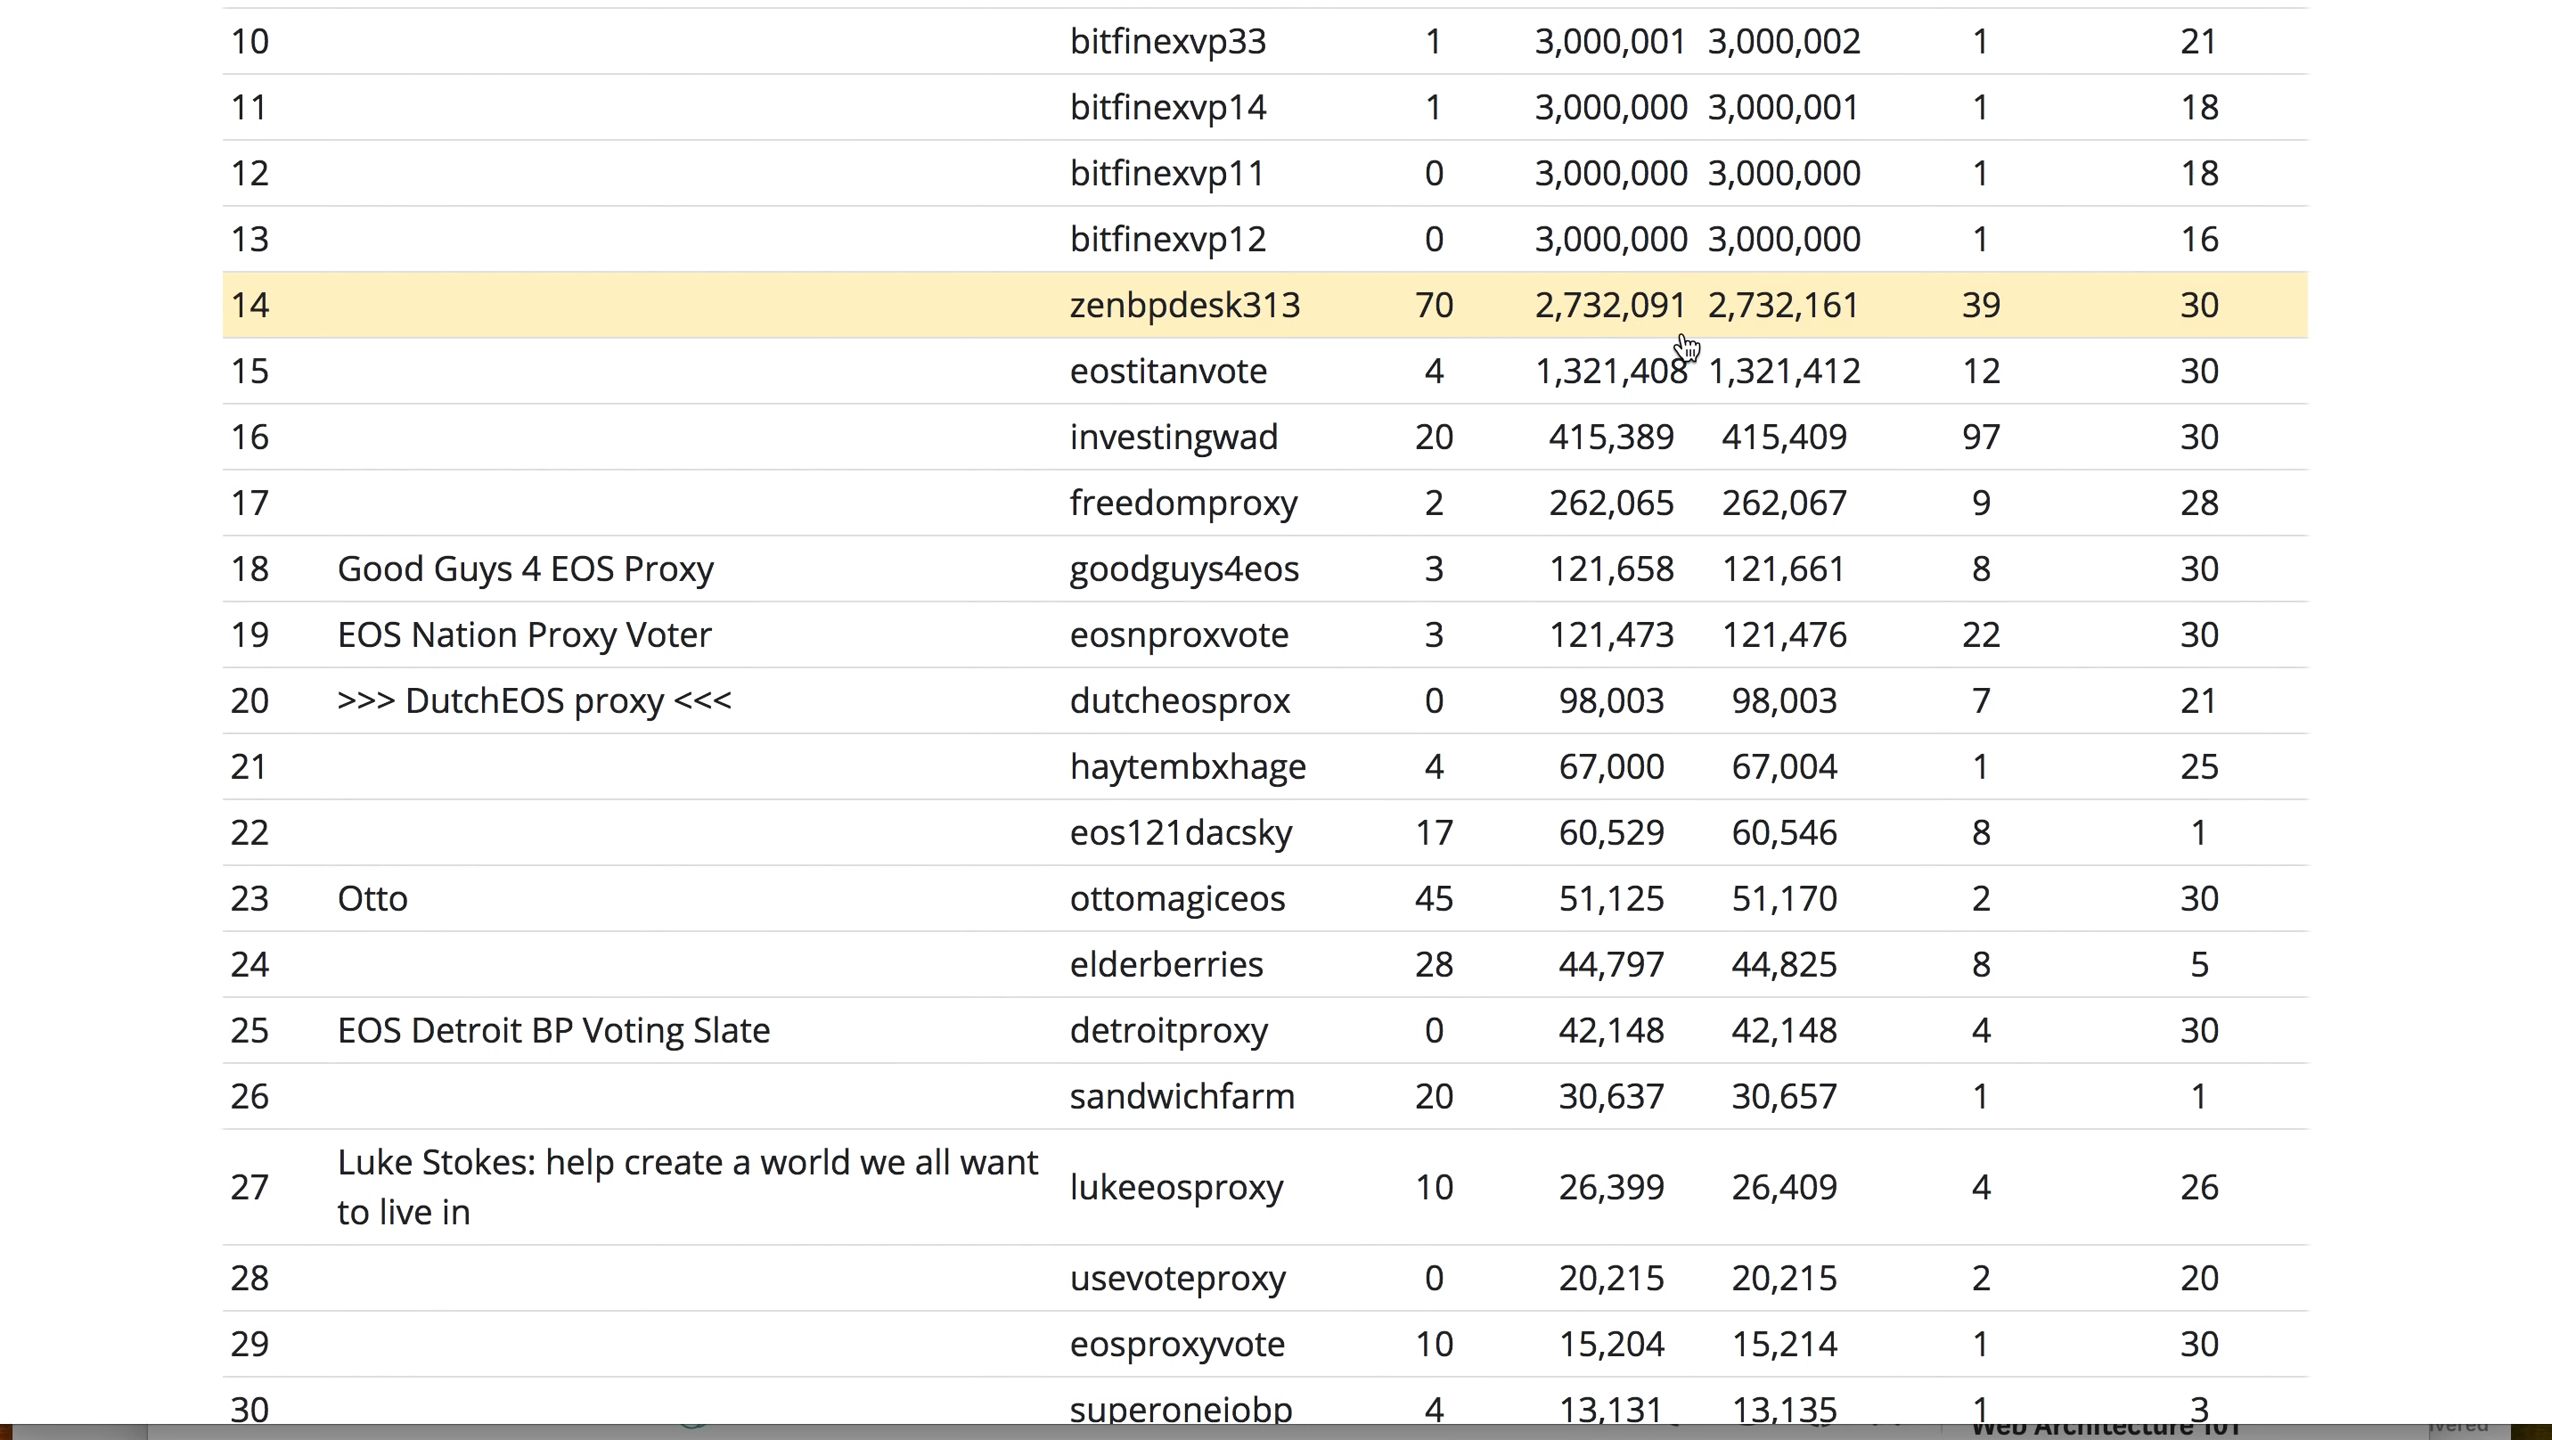 10 bitfinexvp33 1 3,000,001 3,000,002 1 21
11 bitfinexvp14 1 3,000,000 3,000,001 1 18
12 bitfinexvp11 0 3,000,000 3,000,000 1 18
13 bitfinexvp12 0 3,000,000 3,000,000 1 16
14 zenbpdesk313 70 2,732,091 2,732,161 39 30
15 eostitanvote 4 1,321,408 1,321,412 12 30
16 investingwad 20 415,389 415,409 97 30
17 freedomproxy 2 262,065 262,067 9 28
18 Good Guys 4 EOS Proxy goodguys4eos 3 121,658 121,661 8 30
19 EOS Nation Proxy Voter eosnproxvote 3 121,473 121,476 22 30
20 >>> DutchEOS proxy <<< dutcheosprox 0 98,003 98,003 7 21
21 haytembxhage 4 67,000 67,004 1 25
22 eos121dacsky 17 60,529 60,546 8 1
23 Otto ottomagiceos 45 51,125 51,170 2 30
24 elderberries 28 44,797 44,825 8 5
25 EOS Detroit BP Voting Slate detroitproxy 0 42,148 42,148 4 30
26 sandwichfarm 20 30,637 30,657 1 1
27 Luke Stokes: help create a world we all want
to live in lukeeosproxy 10 26,399 26,409 4 26
28 usevoteproxy 0 20,215 20,215 2 20
29 eosproxyvote 10 15,204 15,214 1 30
30 superoneiobp 4 13,131 13,135 1 3
Web Architecture 101